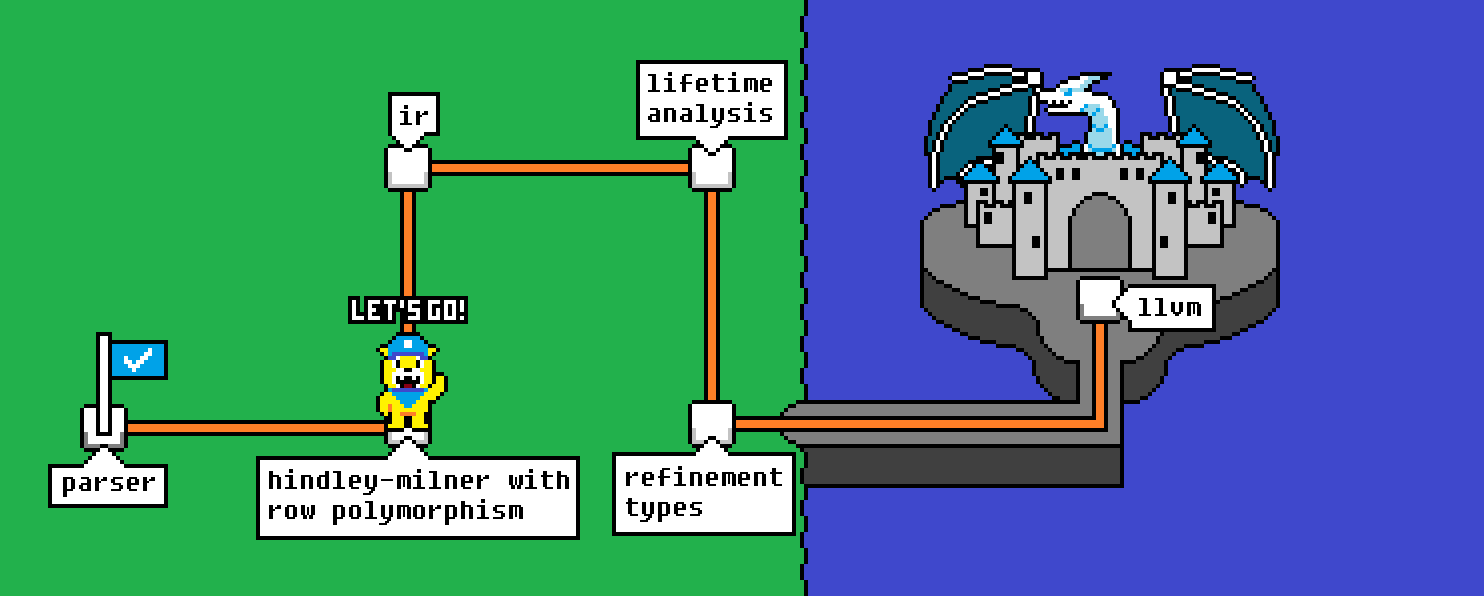 ir
lifetime
analysis
LET'S GO!
llvm
parser
hindley-milner with
row polymorphism
refinement
types